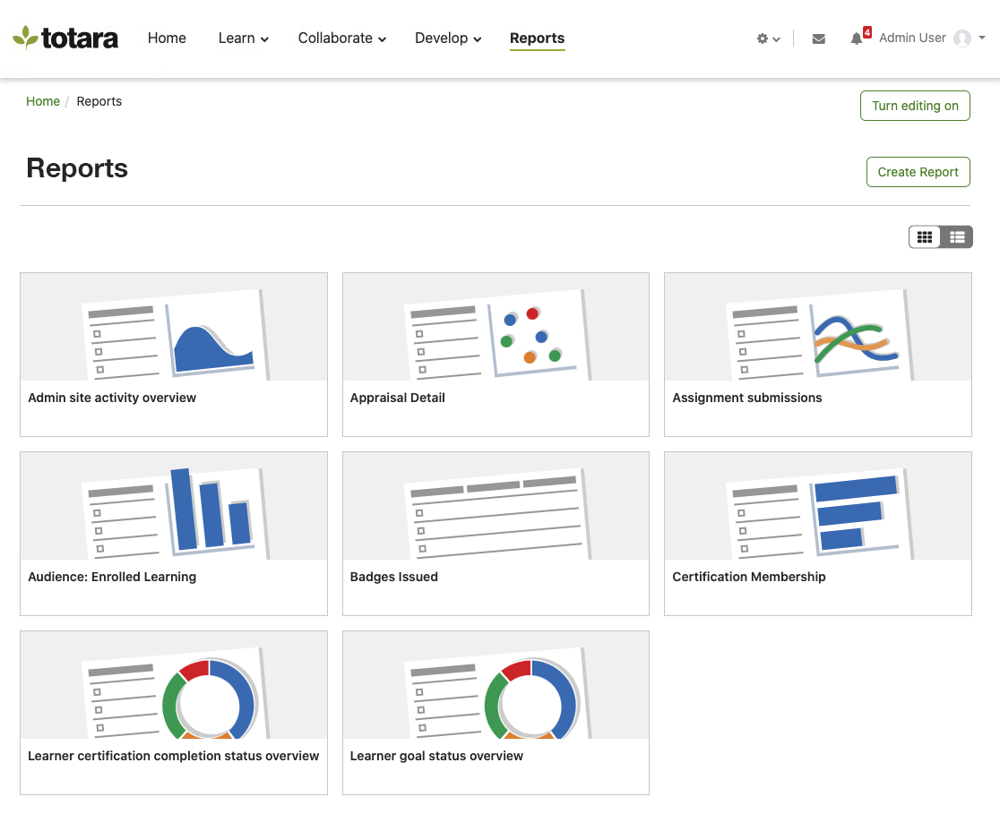 totara
Home
Learn
Collaborate
Develop
Reports
4
Admin User
Home / Reports
Turn editing on
Reports
Create Report
Admin site activity overview
Appraisal Detail
Assignment submissions
Audience: Enrolled Learning
Badges Issued
Certification Membership
Learner certification completion status overview
Learner goal status overview